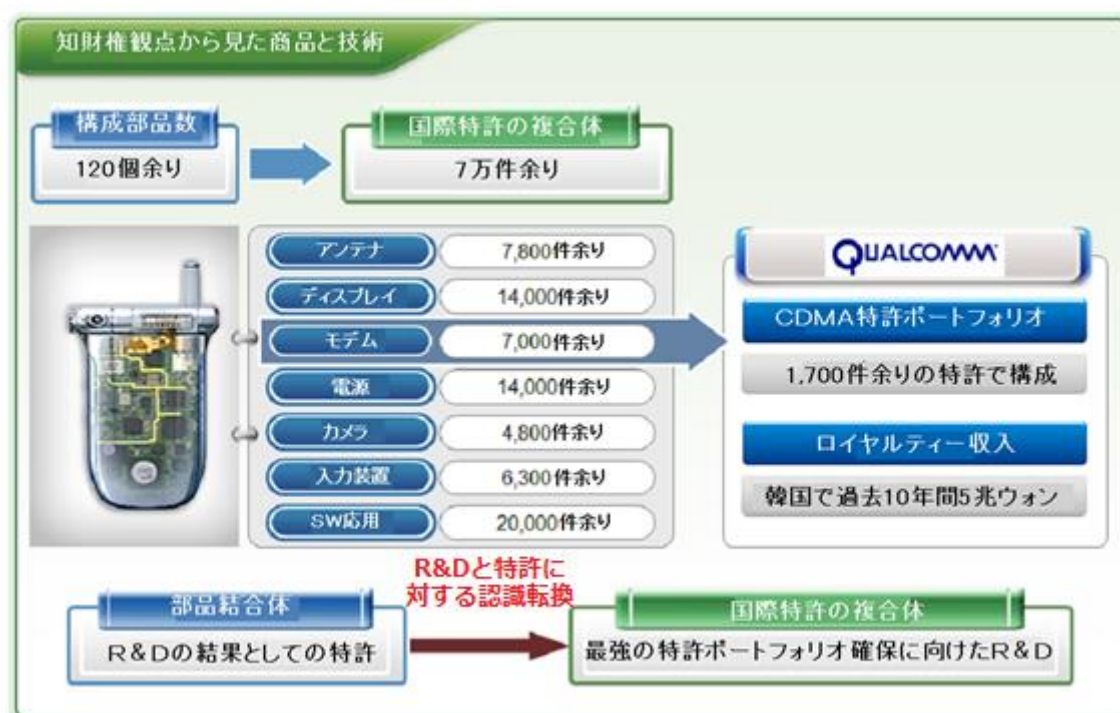 知財権観点から見た商品と技術
構成部品数
120個余り
国際特許の複合体
7万件余り
アンテナ
7,800件余り
ディスプレイ
14,000件余り
モデム
7,000件余り
電源
14,000件余り
カメラ
4,800件余り
入力装置
6,300件余り
SW応用
20,000件余り
QUALCOMM
CDMA特許ポートフォリオ
1,700件余りの特許で構成
ロイヤルティー収入
韓国で過去10年間5兆ウォン
R&Dと特許に
対する認識転換
部品結合体
R&Dの結果としての特許
国際特許の複合体
最強の特許ポートフォリオ確保に向けたR&D